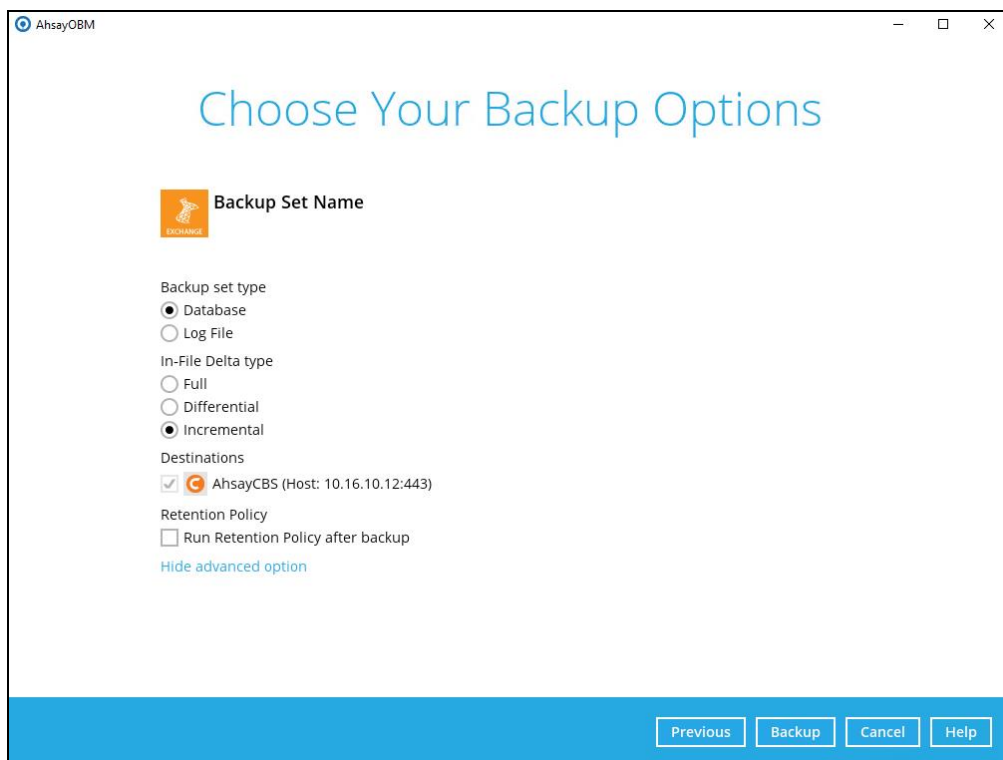 AhsayOBM
Choose Your Backup Options
EXCHANGE
Backup Set Name
Backup set type
Database
Log File
In-File Delta type
Full
Differential
Incremental
Destinations
AhsayCBS (Host: 10.16.10.12:443)
Retention Policy
Run Retention Policy after backup
Hide advanced option
Previous Backup Cancel Help